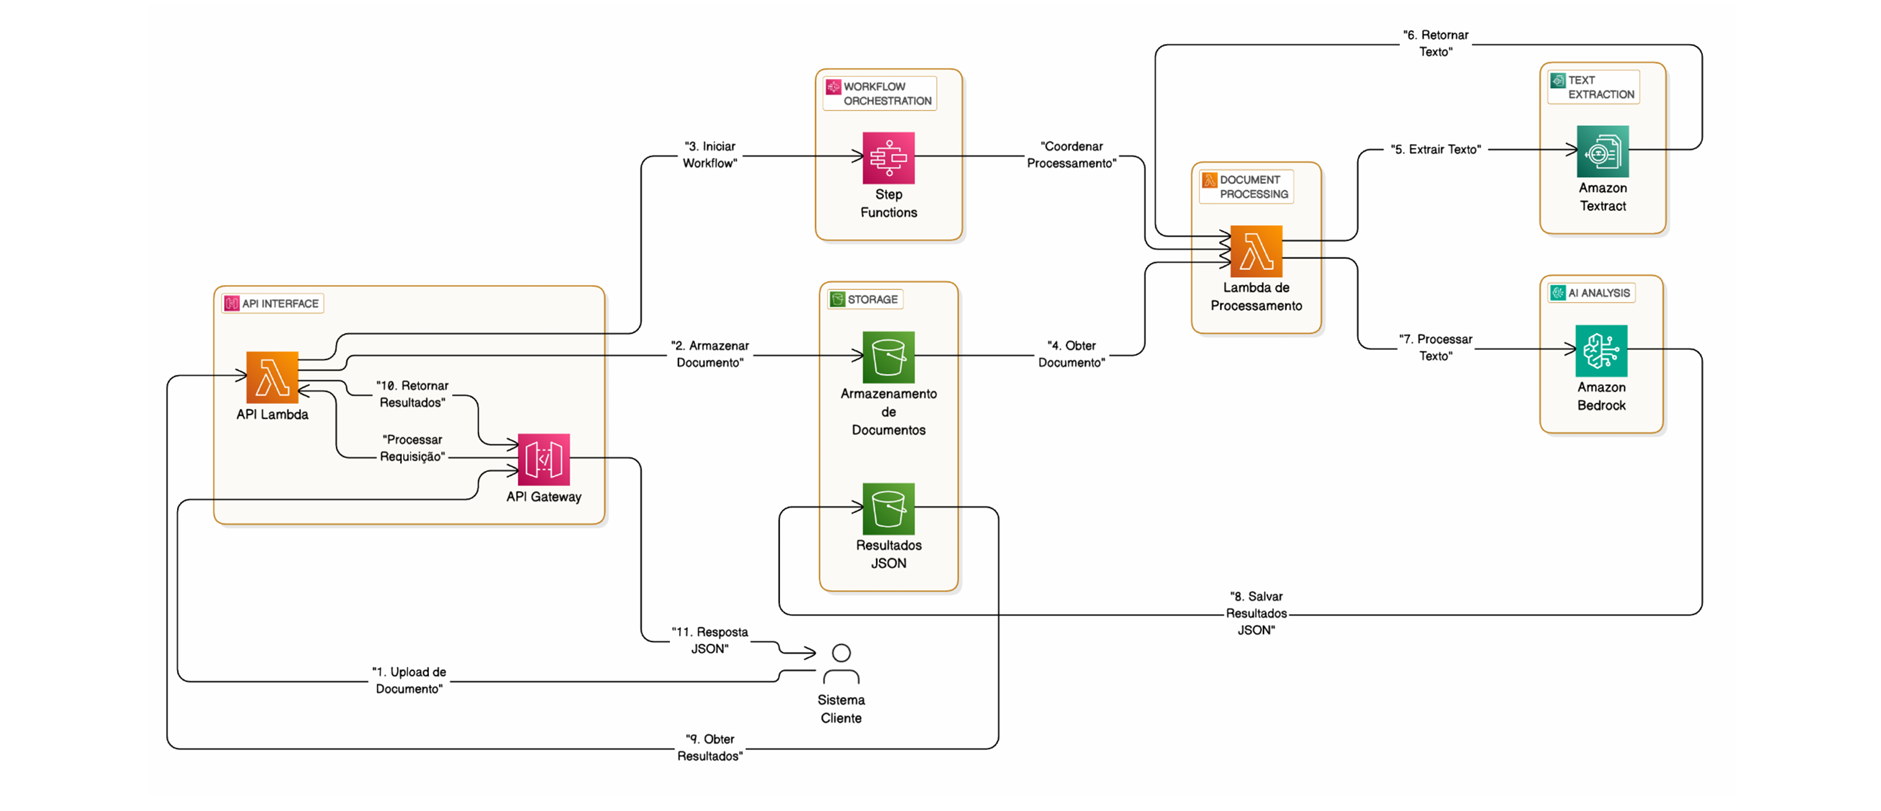 "6. Retornar
Texto"
WORKFLOW
ORCHESTRATION
TEXT
EXTRACTION
"3. Iniciar
Workflow"
"Coordenar
Processamento"
"5. Extrair Texto"
Step
Functions
DOCUMENT
PROCESSING
Amazon
Textract
Lambda de
Processamento
API INTERFACE
STORAGE
AI ANALYSIS
"2. Armazenar
Documento"
"4. Obter
Documento"
"7. Processar
Texto"
API Lambda
"10. Retornar
Resultados"
Armazenamento
de
Documentos
Amazon
Bedrock
"Processar
Requisição"
API Gateway
Resultados
JSON
"8. Salvar
Resultados
JSON"
"11. Resposta
JSON"
"1. Upload de
Documento"
Sistema
Cliente
"9. Obter
Resultados"